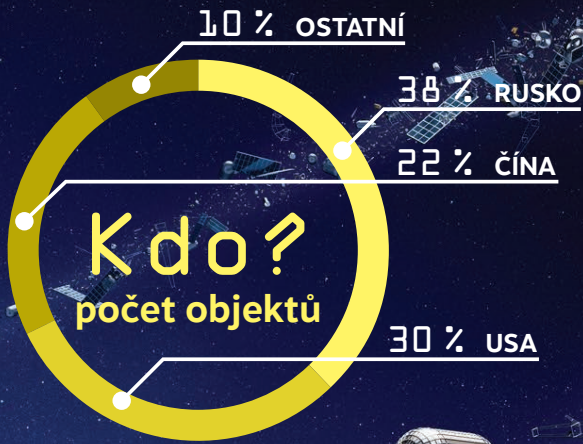 10 % OSTATNÍ
38 % RUSKO
22 % ČÍNA
Kdo?
počet objektů
30 % USA